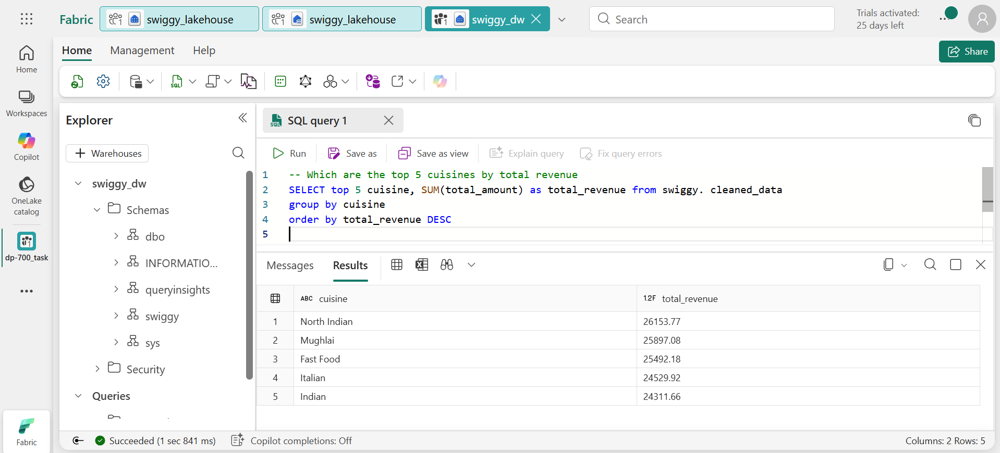 Fabric
swiggy_lakehouse
swiggy_lakehouse
swiggy_dw
Search
Trials activated:
25 days left
Home
Management
Help
Share
Home
Workspaces
Copilot
OneLake
catalog
dp-700_task
Fabric
Explorer
Warehouses
swiggy_dw
Schemas
dbo
INFORMATIO...
queryinsights
swiggy
sys
Security
Queries
SQL query 1
Run
Save as
Save as view
Explain query
Fix query errors
1 -- Which are the top 5 cuisines by total revenue
2 SELECT top 5 cuisine, SUM(total_amount) as total_revenue from swiggy. cleaned_data
3 group by cuisine
4 order by total_revenue DESC
5
Messages
Results
ABC cuisine 1.2F total_revenue
1 North Indian 26153.77
2 Mughlai 25897.08
3 Fast Food 25492.18
4 Italian 24529.92
5 Indian 24311.66
Succeeded (1 sec 841 ms)
Copilot completions: Off
Columns: 2 Rows: 5